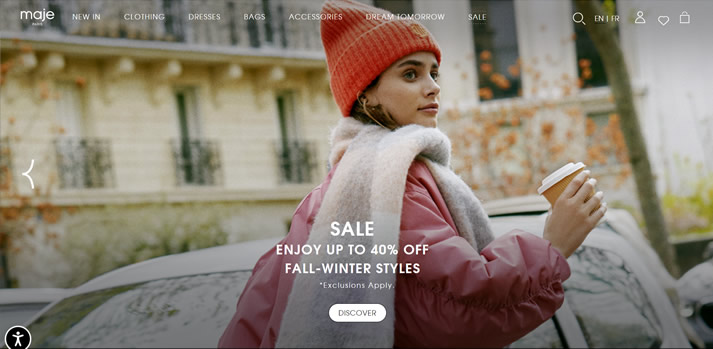 maje
NEW IN CLOTHING DRESSES BAGS ACCESSORIES DREAM TOMORROW SALE
EN | FR
SALE
ENJOY UP TO 40% OFF
FALL-WINTER STYLES
*Exclusions Apply.
DISCOVER